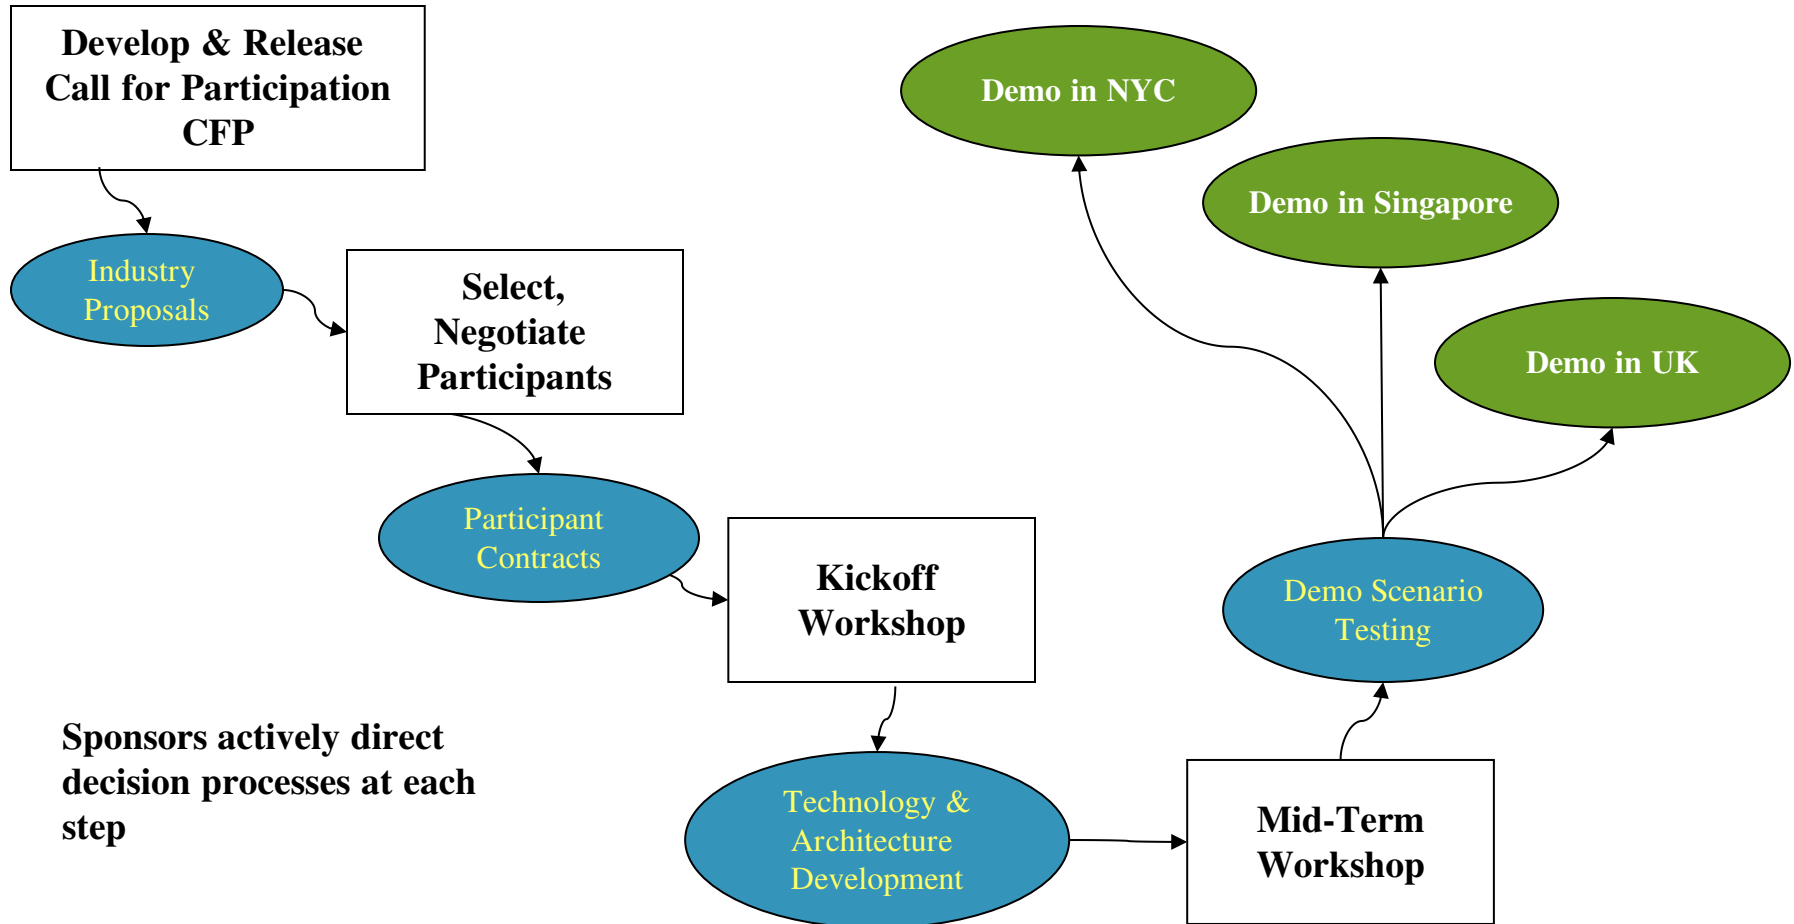 Develop & Release
Call for Participation
CFP
Industry
Proposals
Select,
Negotiate
Participants
Participant
Contracts
Kickoff
Workshop
Technology &
Architecture
Development
Mid-Term
Workshop
Demo Scenario
Testing
Demo in NYC
Demo in Singapore
Demo in UK
Sponsors actively direct
decision processes at each
step